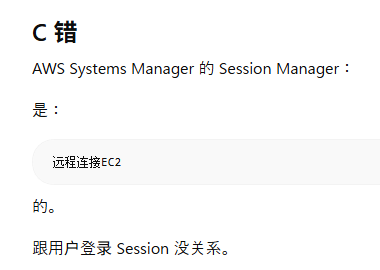 C 错
AWS Systems Manager 的 Session Manager：
是：
远程连接EC2
的。
跟用户登录 Session 没关系。